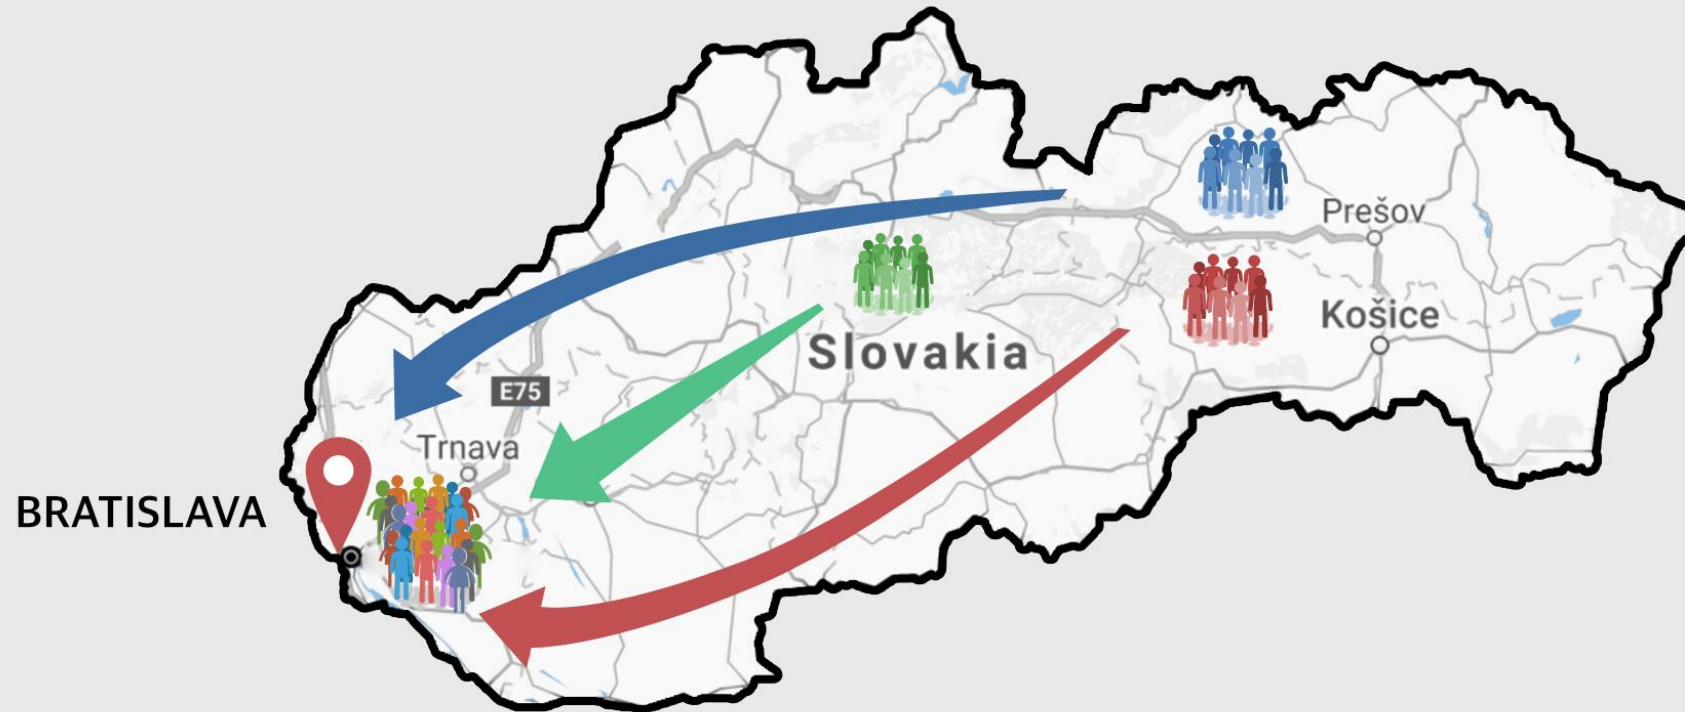 Prešov
Košice
Slovakia
E75
Trnava
BRATISLAVA